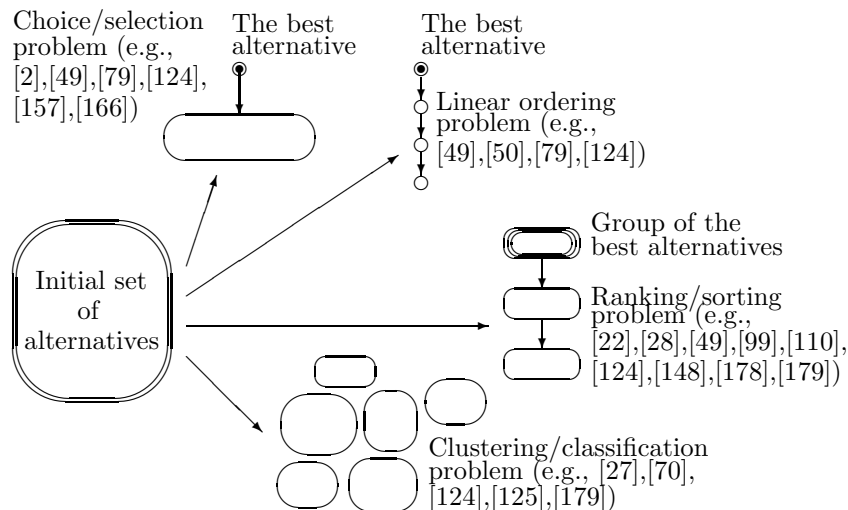 Choice/selection
problem (e.g.,
[2],[49],[79],[124],
[157],[166])
The best
alternative
The best
alternative
Linear ordering
problem (e.g.,
[49],[50],[79],[124])
Initial set
of
alternatives
Group of the
best alternatives
Ranking/sorting
problem (e.g.,
[22],[28],[49],[99],[110],
[124],[148],[178],[179])
Clustering/classification
problem (e.g., [27],[70],
[124],[125],[179])